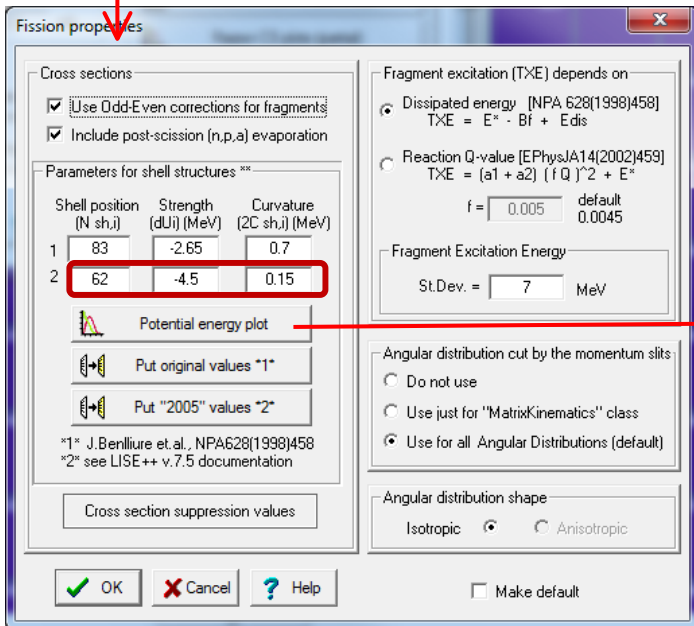 Fission properties
Cross sections
Use Odd-Even corrections for fragments
Include post-scission (n,p,a) evaporation
Parameters for shell structures **
Shell position Strength Curvature
(N sh,i) (dUi) (MeV) (2C sh,i) (MeV)
1 83 -2.65 0.7
2 62 -4.5 0.15
Potential energy plot
Put original values *1*
Put "2005" values *2*
*1* J.Benlliure et.al., NPA628(1998)458
*2* see LISE++ v.7.5 documentation
Cross section suppression values
Fragment excitation (TXE) depends on
Dissipated energy [NPA 628(1998)458]
TXE = E* - Bf + Edis
Reaction Q-value [EPhysJA14(2002)459]
TXE = (a1 + a2) ( f Q )^2 + E*
f = 0.005 default
0.0045
Fragment Excitation Energy
St.Dev. = 7 MeV
Angular distribution cut by the momentum slits
Do not use
Use just for "MatrixKinematics" class
Use for all Angular Distributions (default)
Angular distribution shape
Isotropic Anisotropic
OK Cancel ? Help Make default